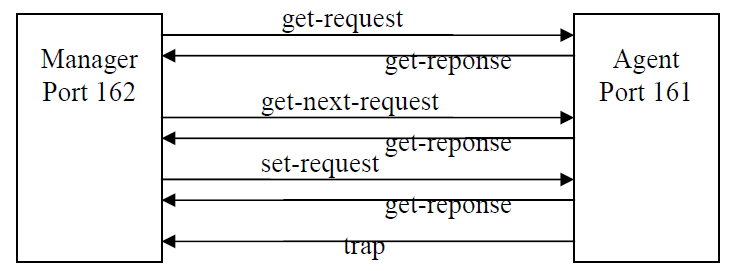 get-request
Manager
Port 162
get-reponse
Agent
Port 161
get-next-request
get-reponse
set-request
get-reponse
trap